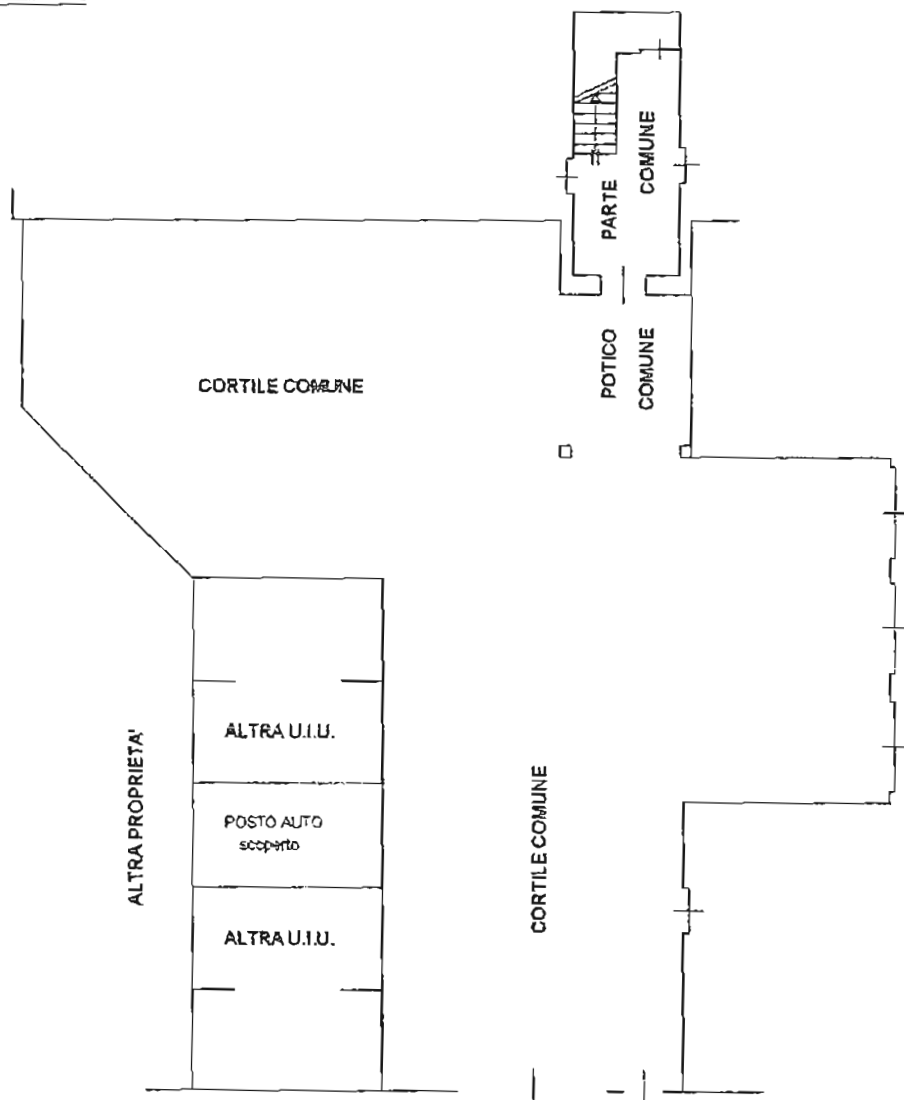 PARTE
COMUNE
POTICO
COMUNE
CORTILE COMUNE
ALTRA U.I.U.
POSTO AUTO
scoperto
ALTRA U.I.U.
ALTRA PROPRIETA'
CORTILE COMUNE